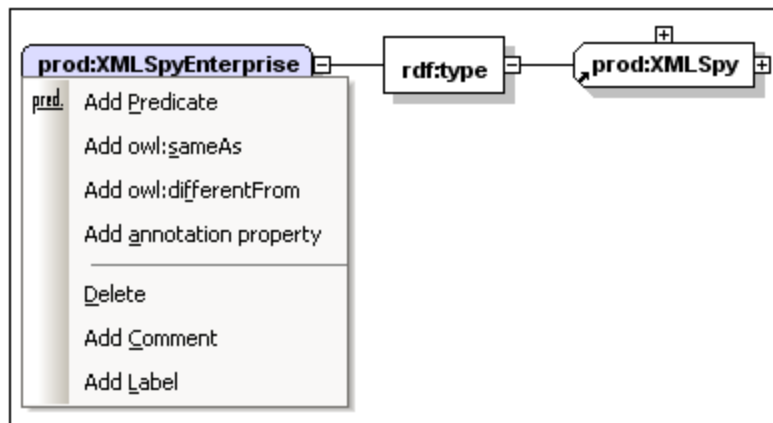 prod:XMLSpyEnterprise rdf:type prod:XMLSpy
pred. Add Predicate
Add owl:sameAs
Add owl:differentFrom
Add annotation property
Delete
Add Comment
Add Label